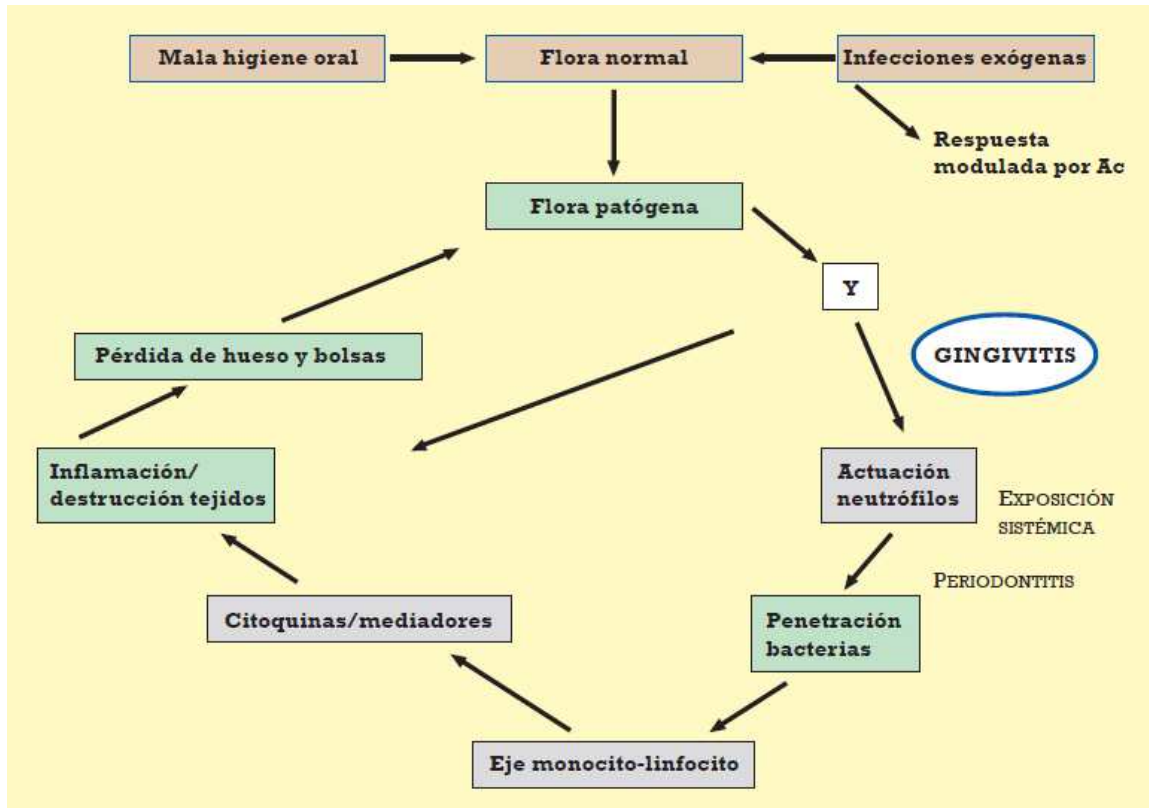 Mala higiene oral
Flora normal
Infecciones exógenas
Respuesta
modulada por Ac
Flora patógena
Y
GINGIVITIS
Pérdida de hueso y bolsas
Inflamación/
destrucción tejidos
Actuación
neutrófilos
EXPOSICIÓN
SISTÉMICA
PERIODONTITIS
Citoquinas/mediadores
Penetración
bacterias
Eje monocito-linfocito